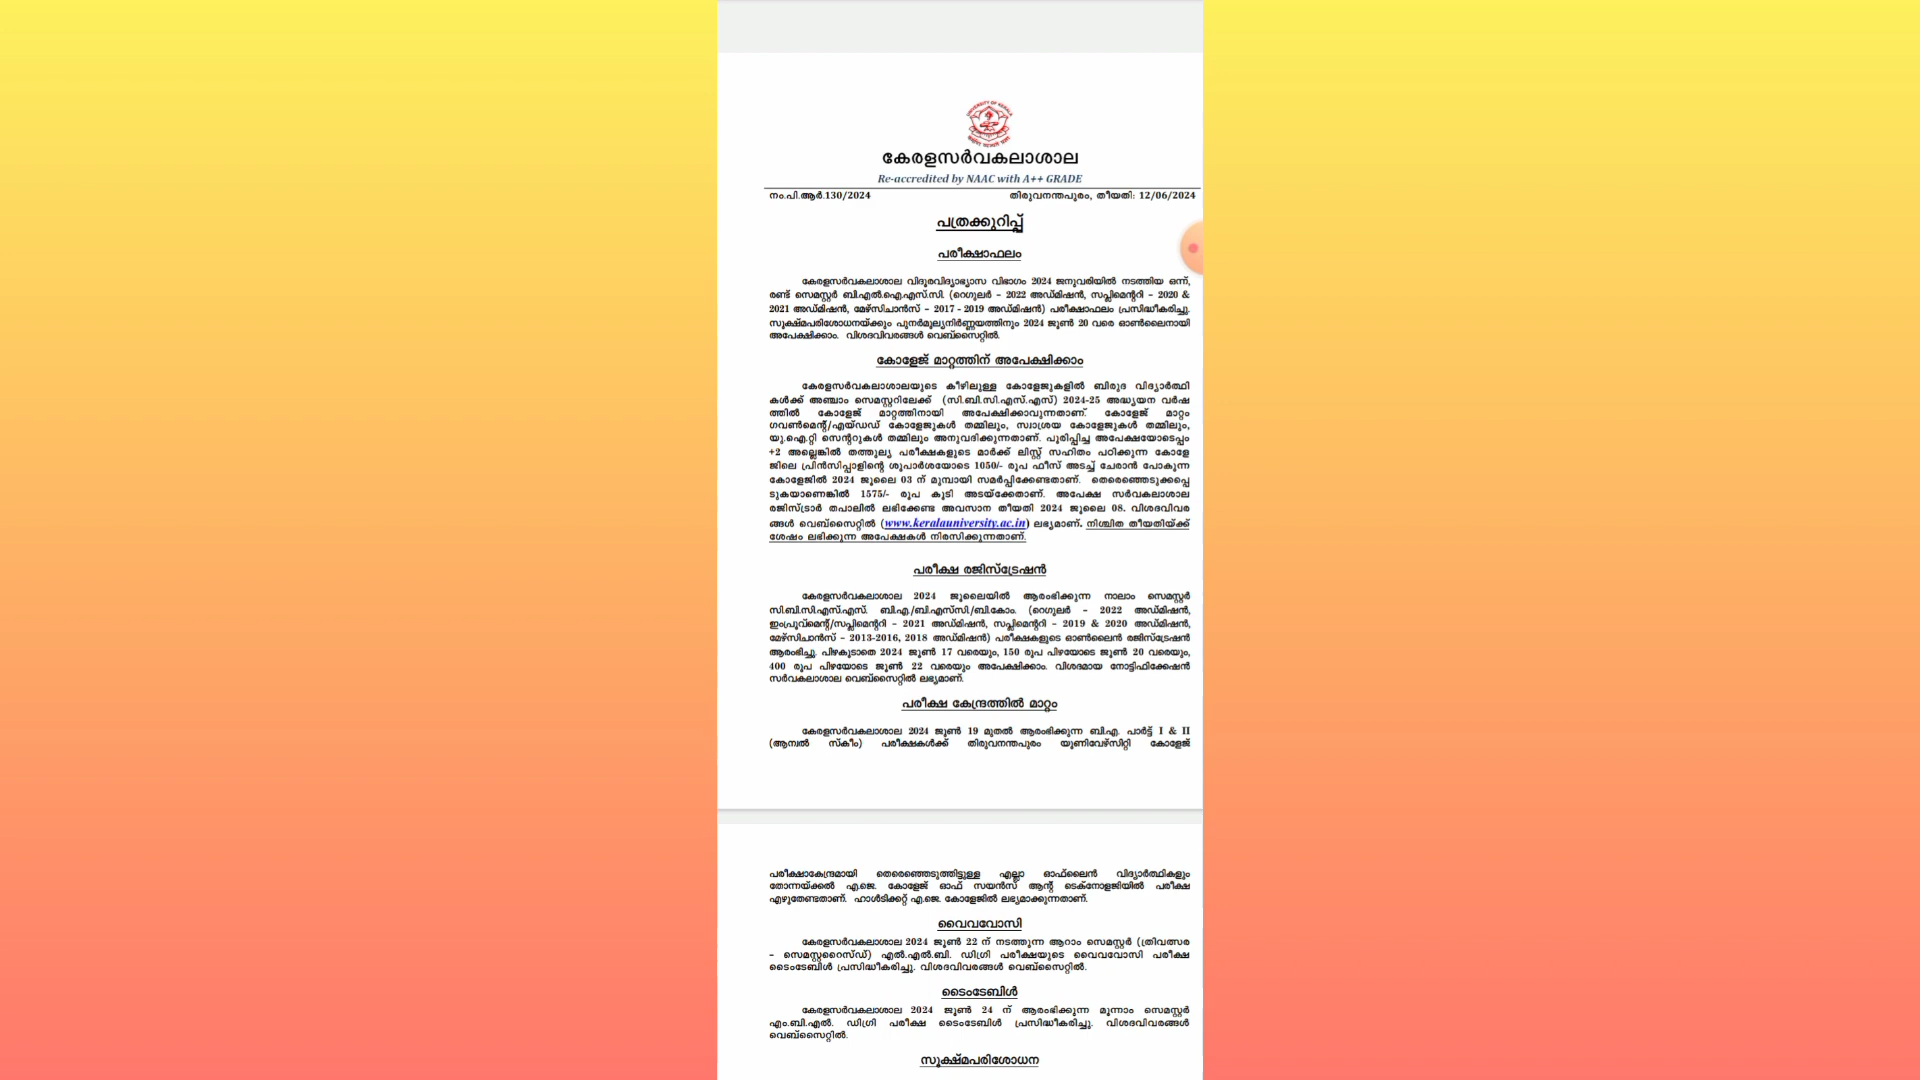 UNIVERSITY OF KERALA
കേരളസർവകലാശാല
Re-accredited by NAAC with A++ GRADE
നം.പി.ആർ.130/2024 തിരുവനന്തപുരം, തീയതി: 12/06/2024
പത്രക്കുറിപ്പ്
പരീക്ഷാഫലം
കേരളസർവകലാശാല വിദൂരവിദ്യാഭ്യാസ വിഭാഗം 2024 ജനുവരിയിൽ നടത്തിയ ഒന്ന്,
രണ്ട് സെമസ്റ്റർ ബി.എൽ.ഐ.എസ്.സി. (റെഗുലർ – 2022 അഡ്മിഷൻ, സപ്ലിമെന്ററി – 2020 &
2021 അഡ്മിഷൻ, മേഴ്സിചാൻസ് – 2017 - 2019 അഡ്മിഷൻ) പരീക്ഷാഫലം പ്രസിദ്ധീകരിച്ചു.
സൂക്ഷ്മപരിശോധനയ്ക്കും പുനർമൂല്യനിർണ്ണയത്തിനും 2024 ജൂൺ 20 വരെ ഓൺലൈനായി
അപേക്ഷിക്കാം. വിശദവിവരങ്ങൾ വെബ്സൈറ്റിൽ.
കോളേജ് മാറ്റത്തിന് അപേക്ഷിക്കാം
കേരളസർവകലാശാലയുടെ കീഴിലുള്ള കോളേജുകളിൽ ബിരുദ വിദ്യാർത്ഥി
കൾക്ക് അഞ്ചാം സെമസ്റ്ററിലേക്ക് (സി.ബി.സി.എസ്.എസ്) 2024-25 അദ്ധ്യയന വർഷ
ത്തിൽ കോളേജ് മാറ്റത്തിനായി അപേക്ഷിക്കാവുന്നതാണ്. കോളേജ് മാറ്റം
ഗവൺമെന്റ്/എയ്ഡഡ് കോളേജുകൾ തമ്മിലും, സ്വാശ്രയ കോളേജുകൾ തമ്മിലും,
യു.ഐ.റ്റി സെന്ററുകൾ തമ്മിലും അനുവദിക്കുന്നതാണ്. പൂരിപ്പിച്ച അപേക്ഷയോടൊപ്പം
+2 അല്ലെങ്കിൽ തത്തുല്യ പരീക്ഷകളുടെ മാർക്ക് ലിസ്റ്റ് സഹിതം പഠിക്കുന്ന കോളേ
ജിലെ പ്രിൻസിപ്പാളിന്റെ ശുപാർശയോടെ 1050/- രൂപ ഫീസ് അടച്ച് ചേരാൻ പോകുന്ന
കോളേജിൽ 2024 ജൂലൈ 03 ന് മുമ്പായി സമർപ്പിക്കേണ്ടതാണ്. തെരഞ്ഞെടുക്കപ്പെ
ടുകയാണെങ്കിൽ 1575/- രൂപ കൂടി അടയ്ക്കേതാണ്. അപേക്ഷ സർവകലാശാല
രജിസ്ട്രാർ തപാലിൽ ലഭിക്കേണ്ട അവസാന തീയതി 2024 ജൂലൈ 08. വിശദവിവര
ങ്ങൾ വെബ്സൈറ്റിൽ (www.keralauniversity.ac.in) ലഭ്യമാണ്. നിശ്ചിത തീയതിയ്ക്ക്
ശേഷം ലഭിക്കുന്ന അപേക്ഷകൾ നിരസിക്കുന്നതാണ്.
പരീക്ഷ രജിസ്ട്രേഷൻ
കേരളസർവകലാശാല 2024 ജൂലൈയിൽ ആരംഭിക്കുന്ന നാലാം സെമസ്റ്റർ
സി.ബി.സി.എസ്.എസ്. ബി.എ./ബി.എസ്സി./ബി.കോം. (റെഗുലർ – 2022 അഡ്മിഷൻ,
ഇംപ്രൂവ്മെന്റ്/സപ്ലിമെന്ററി – 2021 അഡ്മിഷൻ, സപ്ലിമെന്ററി – 2019 & 2020 അഡ്മിഷൻ,
മേഴ്സിചാൻസ് – 2013-2016, 2018 അഡ്മിഷൻ) പരീക്ഷകളുടെ ഓൺലൈൻ രജിസ്ട്രേഷൻ
ആരംഭിച്ചു. പിഴകൂടാതെ 2024 ജൂൺ 17 വരെയും, 150 രൂപ പിഴയോടെ ജൂൺ 20 വരെയും,
400 രൂപ പിഴയോടെ ജൂൺ 22 വരെയും അപേക്ഷിക്കാം. വിശദമായ നോട്ടിഫിക്കേഷൻ
സർവകലാശാല വെബ്സൈറ്റിൽ ലഭ്യമാണ്.
പരീക്ഷ കേന്ദ്രത്തിൽ മാറ്റം
കേരളസർവകലാശാല 2024 ജൂൺ 19 മുതൽ ആരംഭിക്കുന്ന ബി.എ. പാർട്ട് I & II
(ആന്വൽ സ്കീം) പരീക്ഷകൾക്ക് തിരുവനന്തപുരം യൂണിവേഴ്സിറ്റി കോളേജ്
പരീക്ഷാകേന്ദ്രമായി തെരഞ്ഞെടുത്തിട്ടുള്ള എല്ലാ ഓഫ്‌ലൈൻ വിദ്യാർത്ഥികളും
തോന്നയ്ക്കൽ എ.ജെ. കോളേജ് ഓഫ് സയൻസ് ആന്റ് ടെക്നോളജിയിൽ പരീക്ഷ
എഴുതേണ്ടതാണ്. ഹാൾടിക്കറ്റ് എ.ജെ. കോളേജിൽ ലഭ്യമാക്കുന്നതാണ്.
വൈവവോസി
കേരളസർവകലാശാല 2024 ജൂൺ 22 ന് നടത്തുന്ന ആറാം സെമസ്റ്റർ (ത്രിവത്സര
– സെമസ്റ്ററൈസ്ഡ്) എൽ.എൽ.ബി. ഡിഗ്രി പരീക്ഷയുടെ വൈവവോസി പരീക്ഷ
ടൈംടേബിൾ പ്രസിദ്ധീകരിച്ചു. വിശദവിവരങ്ങൾ വെബ്സൈറ്റിൽ.
ടൈംടേബിൾ
കേരളസർവകലാശാല 2024 ജൂൺ 24 ന് ആരംഭിക്കുന്ന മൂന്നാം സെമസ്റ്റർ
എം.ബി.എൽ. ഡിഗ്രി പരീക്ഷ ടൈംടേബിൾ പ്രസിദ്ധീകരിച്ചു. വിശദവിവരങ്ങൾ
വെബ്സൈറ്റിൽ.
സൂക്ഷ്മപരിശോധന